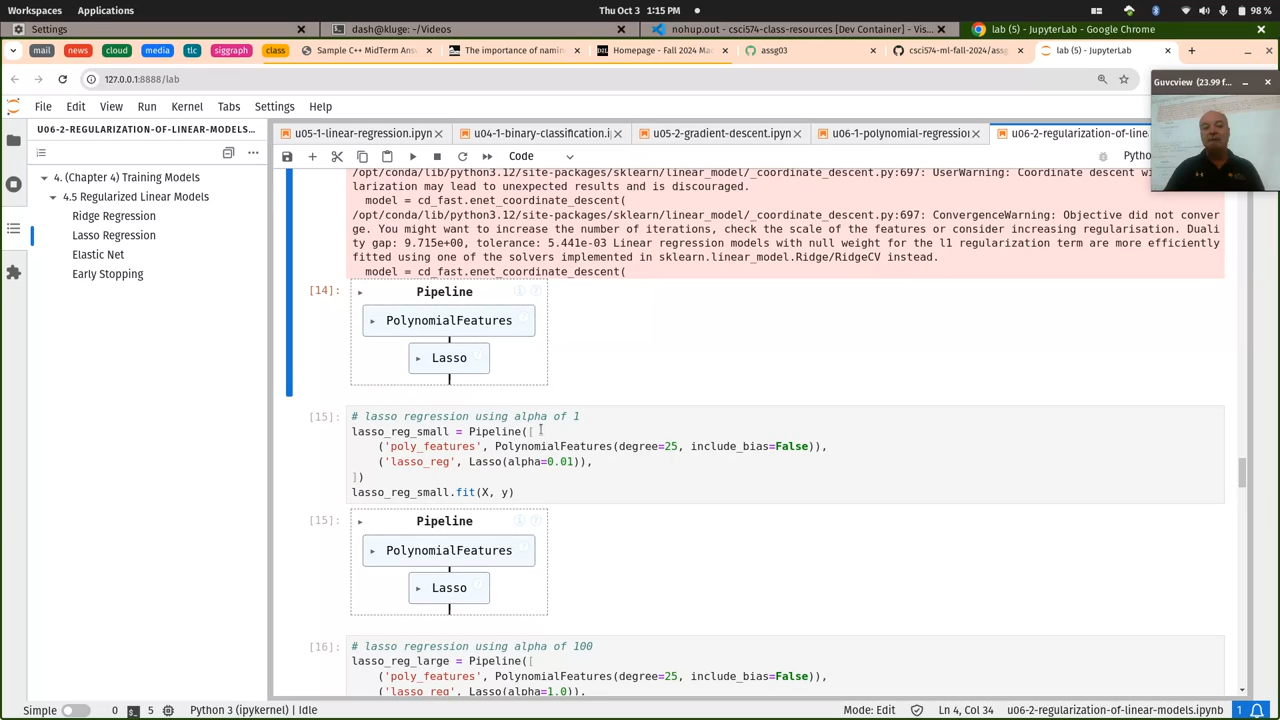 Workspaces Applications Thu Oct 3 1:15 PM 98 %
Settings dash@kluge: ~/Videos nohup.out - csci574-class-resources [Dev Container] - Vis... lab (5) - JupyterLab - Google Chrome
mail news cloud media tlc siggraph class Sample C++ MidTerm Ans The importance of namin Homepage - Fall 2024 Ma assg03 csci574-ml-fall-2024/assg lab (5) - JupyterLab
127.0.0.1:8888/lab
Guvcview (23.99 f...
File Edit View Run Kernel Tabs Settings Help
U06-2-REGULARIZATION-OF-LINEAR-MODELS...
u05-1-linear-regression.ipyn u04-1-binary-classification.i u05-2-gradient-descent.ipyn u06-1-polynomial-regressio u06-2-regularization-of-line
Code Pytho
4. (Chapter 4) Training Models
4.5 Regularized Linear Models
Ridge Regression
Lasso Regression
Elastic Net
Early Stopping
/opt/conda/lib/python3.12/site-packages/sklearn/linear_model/_coordinate_descent.py:697: UserWarning: Coordinate descent wi
larization may lead to unexpected results and is discouraged.
model = cd_fast.enet_coordinate_descent(
/opt/conda/lib/python3.12/site-packages/sklearn/linear_model/_coordinate_descent.py:697: ConvergenceWarning: Objective did not conver
ge. You might want to increase the number of iterations, check the scale of the features or consider increasing regularisation. Duali
ty gap: 9.715e+00, tolerance: 5.441e-03 Linear regression models with null weight for the l1 regularization term are more efficiently
fitted using one of the solvers implemented in sklearn.linear_model.Ridge/RidgeCV instead.
model = cd_fast.enet_coordinate_descent(
[14]: Pipeline
PolynomialFeatures
Lasso
[15]: # lasso regression using alpha of 1
lasso_reg_small = Pipeline([
('poly_features', PolynomialFeatures(degree=25, include_bias=False)),
('lasso_reg', Lasso(alpha=0.01)),
])
lasso_reg_small.fit(X, y)
[15]: Pipeline
PolynomialFeatures
Lasso
[16]: # lasso regression using alpha of 100
lasso_reg_large = Pipeline([
('poly_features', PolynomialFeatures(degree=25, include_bias=False)),
('lasso_reg', Lasso(alpha=1.0)),
Simple 0 5 Python 3 (ipykernel) | Idle Mode: Edit Ln 4, Col 34 u06-2-regularization-of-linear-models.ipynb 1